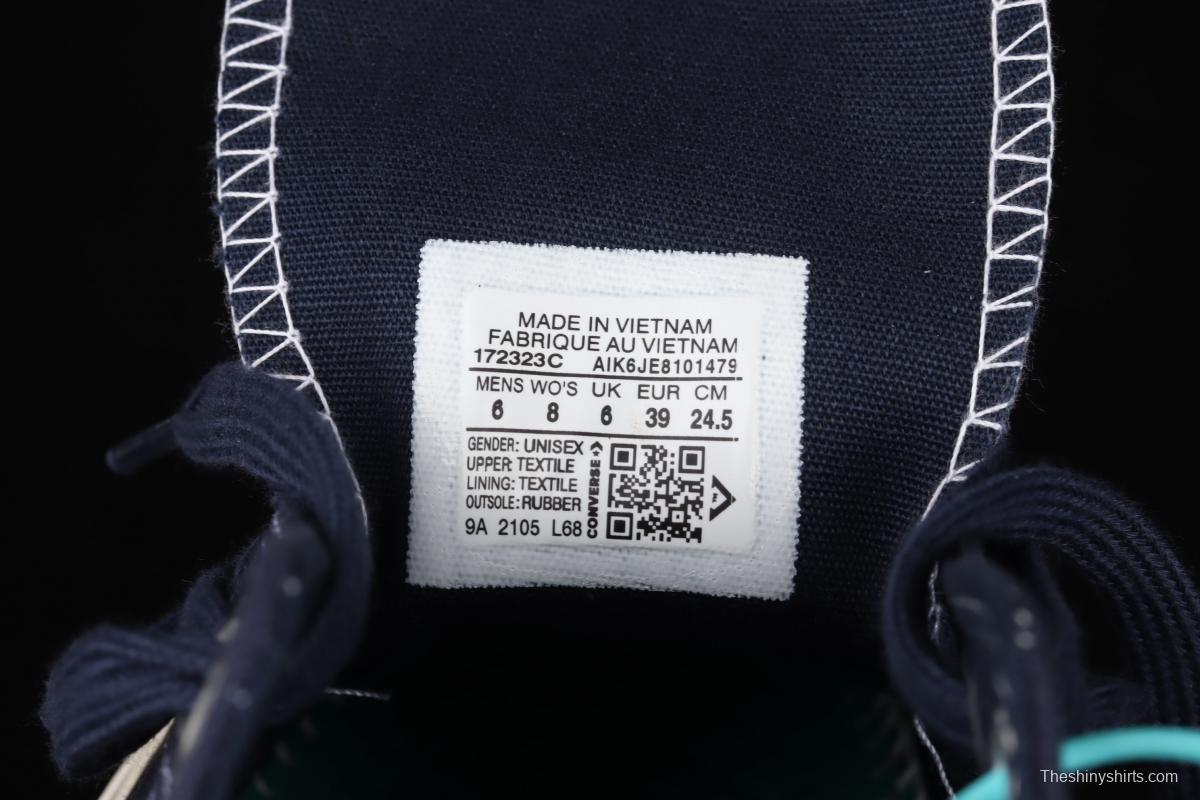 MADE IN VIETNAM
FABRIQUE AU VIETNAM
172323C AIK6JE8101479
MENS WO'S UK EUR CM
6 8 6 39 24.5
GENDER: UNISEX
UPPER: TEXTILE
LINING: TEXTILE
OUTSOLE: RUBBER
9A 2105 L68
CONVERSE
Theshinyshirts.com